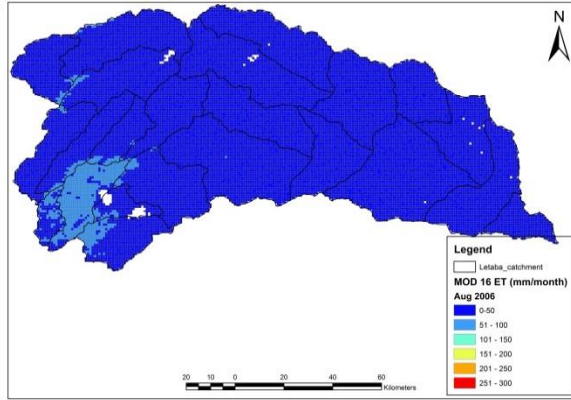 N
Legend
Letaba_catchment
MOD 16 ET (mm/month)
Aug 2006
0-50
51 - 100
101 - 150
151 - 200
201 - 250
251 - 300
20 10 0 20 40 60
Kilometers